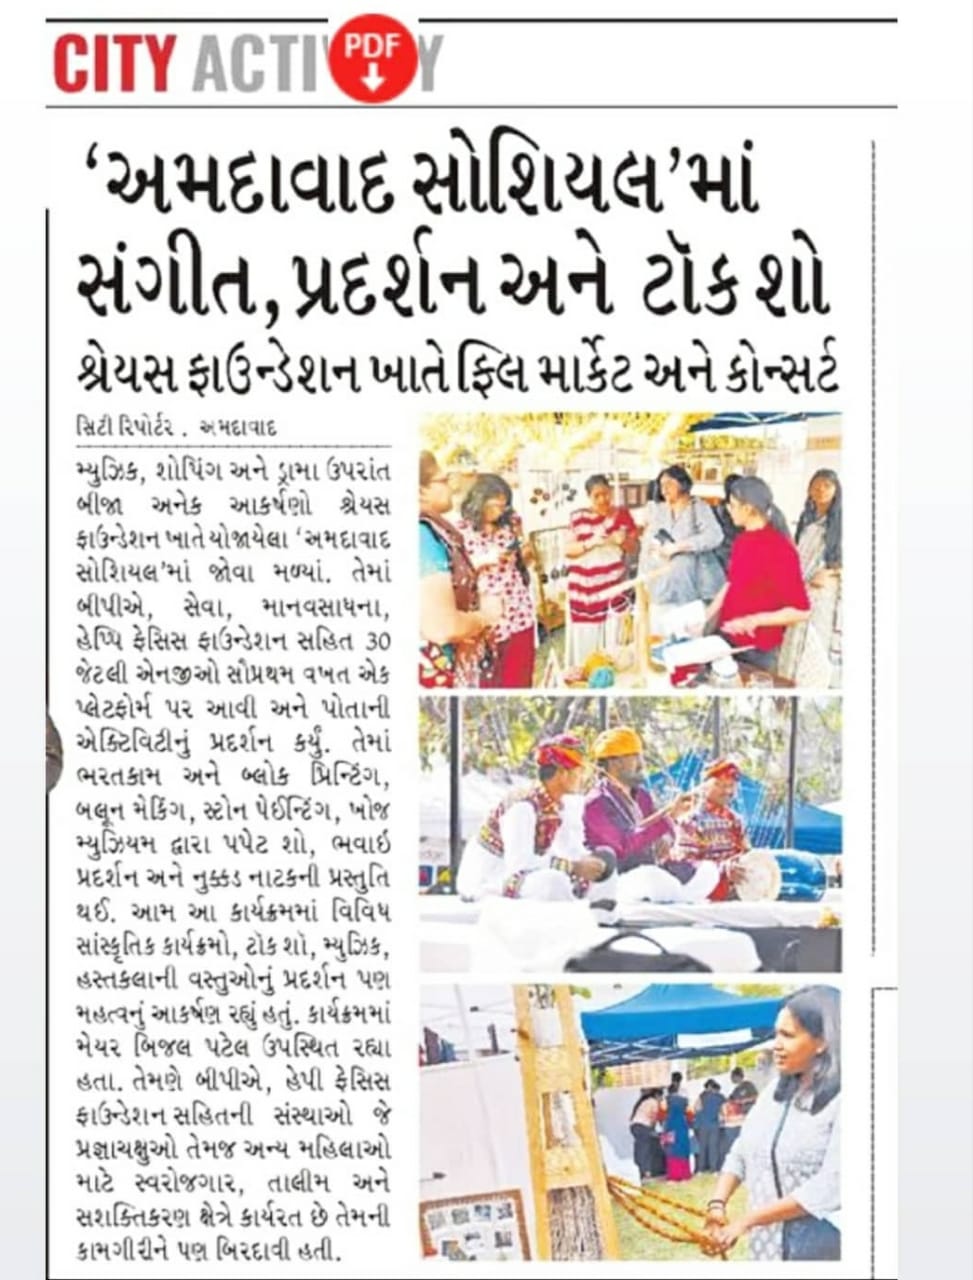 CITY ACTIVITY
PDF
‘અમદાવાદ સોશિયલ’માં
સંગીત, પ્રદર્શન અને ટૉક શો
શ્રેયસ ફાઉન્ડેશન ખાતે ફ્લિ માર્કેટ અને કોન્સર્ટ
સિટી રિપોર્ટર . અમદાવાદ
મ્યુઝિક, શોપિંગ અને ડ્રામા ઉપરાંત
બીજા અનેક આકર્ષણો શ્રેયસ
ફાઉન્ડેશન ખાતે યોજાયેલા ‘અમદાવાદ
સોશિયલ’માં જોવા મળ્યાં. તેમાં
બીપીએ, સેવા, માનવસાધના,
હેપ્પિ ફેસિસ ફાઉન્ડેશન સહિત 30
જેટલી એનજીઓ સૌપ્રથમ વખત એક
પ્લેટફોર્મ પર આવી અને પોતાની
એક્ટિવિટીનું પ્રદર્શન કર્યું. તેમાં
ભરતકામ અને બ્લોક પ્રિન્ટિંગ,
બલૂન મેકિંગ, સ્ટોન પેઈન્ટિંગ, ખોજ
મ્યુઝિયમ દ્વારા પપેટ શો, ભવાઇ
પ્રદર્શન અને નુક્કડ નાટકની પ્રસ્તુતિ
થઈ. આમ આ કાર્યક્રમમાં વિવિધ
સાંસ્કૃતિક કાર્યક્રમો, ટૉક શૉ, મ્યુઝિક,
હસ્તકલાની વસ્તુઓનું પ્રદર્શન પણ
મહત્વનું આકર્ષણ રહ્યું હતું. કાર્યક્રમમાં
મેયર બિજલ પટેલ ઉપસ્થિત રહ્યા
હતા. તેમણે બીપીએ, હેપી ફેસિસ
ફાઉન્ડેશન સહિતની સંસ્થાઓ જે
પ્રજ્ઞાચક્ષુઓ તેમજ અન્ય મહિલાઓ
માટે સ્વરોજગાર, તાલીમ અને
સશક્તિકરણ ક્ષેત્રે કાર્યરત છે તેમની
કામગીરીને પણ બિરદાવી હતી.